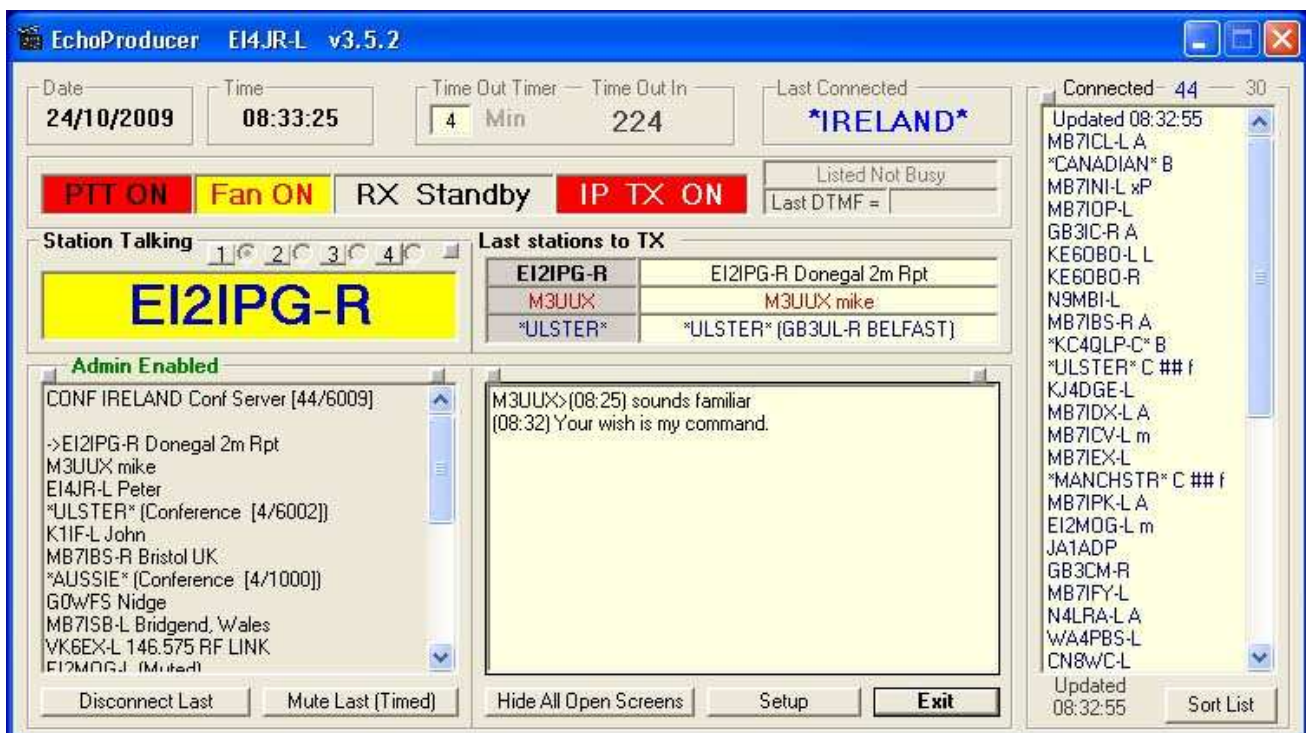 EchoProducer EI4JR-L v3.5.2
Date
24/10/2009
Time
08:33:25
Time Out Timer
4 Min
Time Out In
224
Last Connected
*IRELAND*
PTT ON
Fan ON
RX Standby
IP TX ON
Listed Not Busy
Last DTMF =
Station Talking
1 2 3 4
EI2IPG-R
Last stations to TX
EI2IPG-R EI2IPG-R Donegal 2m Rpt
M3UUX M3UUX mike
*ULSTER* *ULSTER* (GB3UL-R BELFAST)
Admin Enabled
CONF IRELAND Conf Server [44/6009]
->EI2IPG-R Donegal 2m Rpt
M3UUX mike
EI4JR-L Peter
*ULSTER* (Conference [4/6002])
K1IF-L John
MB7IBS-R Bristol UK
*AUSSIE* (Conference [4/1000])
G0WFS Nidge
MB7ISB-L Bridgend, Wales
VK6EX-L 146.575 RF LINK
EI2MOG-L (Muted)
Disconnect Last
Mute Last (Timed)
M3UUX>(08:25) sounds familiar
(08:32) Your wish is my command.
Hide All Open Screens
Setup
Exit
Connected 44 30
Updated 08:32:55
MB7ICL-L A
*CANADIAN* B
MB7INI-L xP
MB7IOP-L
GB3IC-R A
KE6OBO-L L
KE6OBO-R
N9MBI-L
MB7IBS-R A
*KC4QLP-C* B
*ULSTER* C ## f
KJ4DGE-L
MB7IDX-L A
MB7ICV-L m
MB7IEX-L
*MANCHSTR* C ## f
MB7IPK-L A
EI2MOG-L m
JA1ADP
GB3CM-R
MB7IFY-L
N4LRA-L A
WA4PBS-L
CN8WC-L
Updated
08:32:55
Sort List